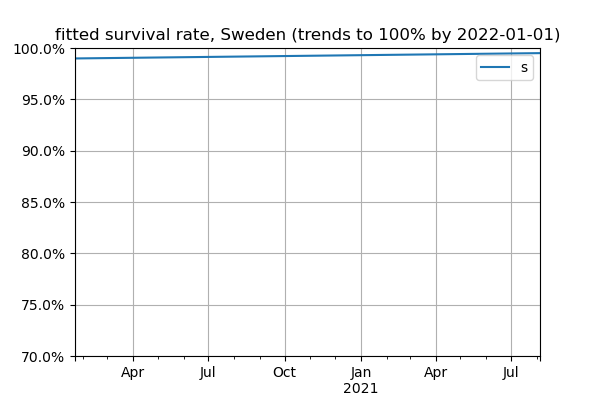 fitted survival rate, Sweden (trends to 100% by 2022-01-01)
100.0%
s
95.0%
90.0%
85.0%
80.0%
75.0%
70.0%
Apr Jul Oct Jan Apr Jul
2021